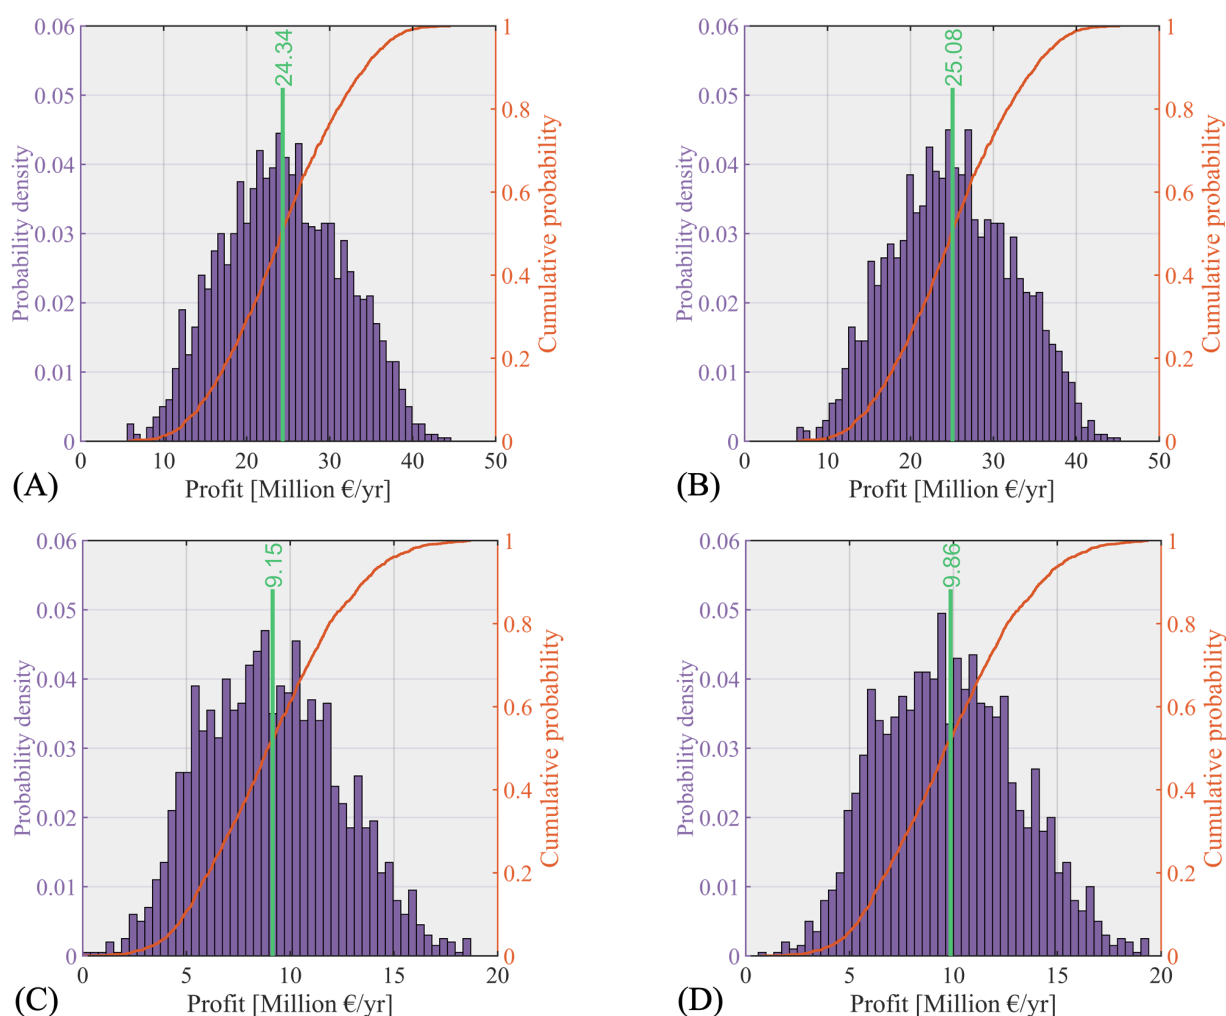 0.06
0.05
0.04
0.03
0.02
0.01
0
Probability density
24.34
1
0.8
0.6
0.4
0.2
0
Cumulative probability
0 10 20 30 40 50
Profit [Million €/yr]
(A)
0.06
0.05
0.04
0.03
0.02
0.01
0
Probability density
25.08
1
0.8
0.6
0.4
0.2
0
Cumulative probability
0 10 20 30 40 50
Profit [Million €/yr]
(B)
0.06
0.05
0.04
0.03
0.02
0.01
0
Probability density
9.15
1
0.8
0.6
0.4
0.2
0
Cumulative probability
0 5 10 15 20
Profit [Million €/yr]
(C)
0.06
0.05
0.04
0.03
0.02
0.01
0
Probability density
9.86
1
0.8
0.6
0.4
0.2
0
Cumulative probability
0 5 10 15 20
Profit [Million €/yr]
(D)